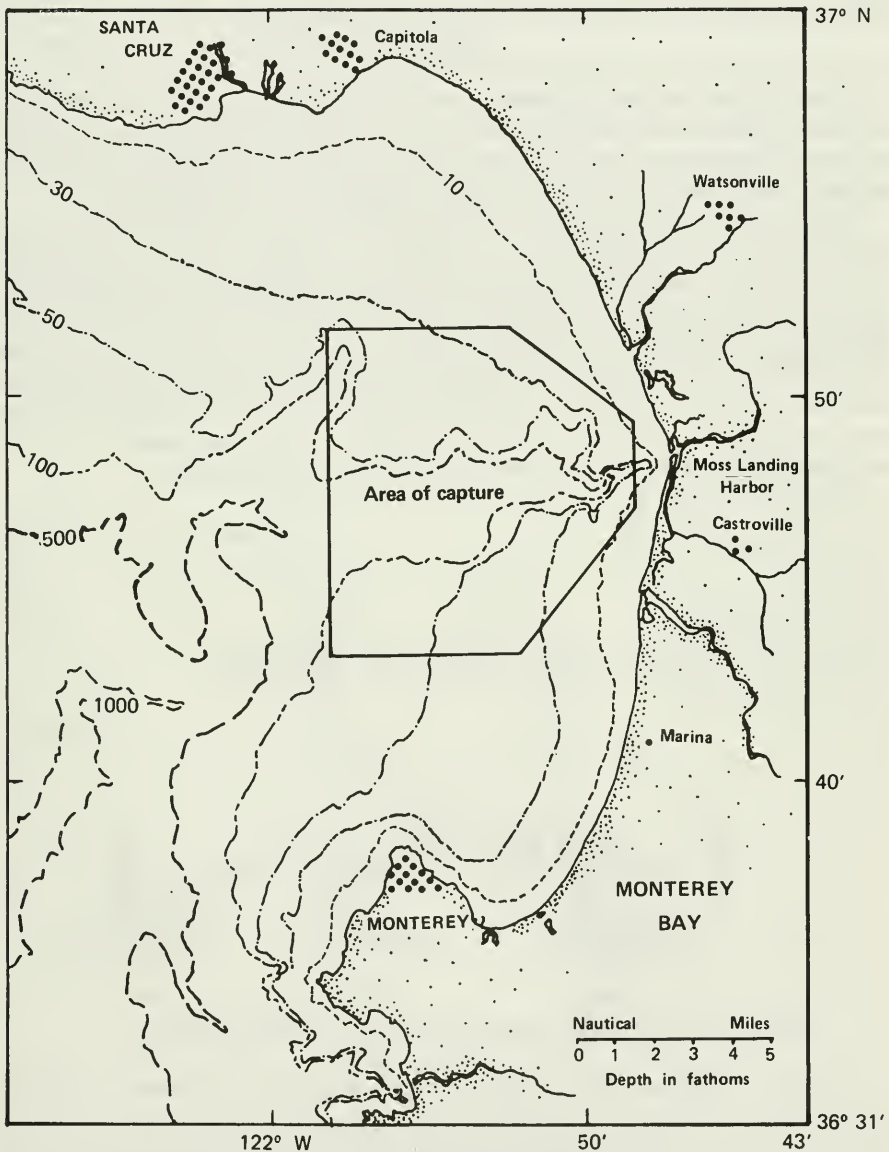 37° N
SANTA
CRUZ
Capitola
10
30
Watsonville
50
50'
100
Moss Landing
Harbor
Area of capture
Castroville
500
1000
Marina
40'
MONTEREY
BAY
MONTEREY
Nautical Miles
0 1 2 3 4 5
Depth in fathoms
36° 31'
122° W
50'
43'